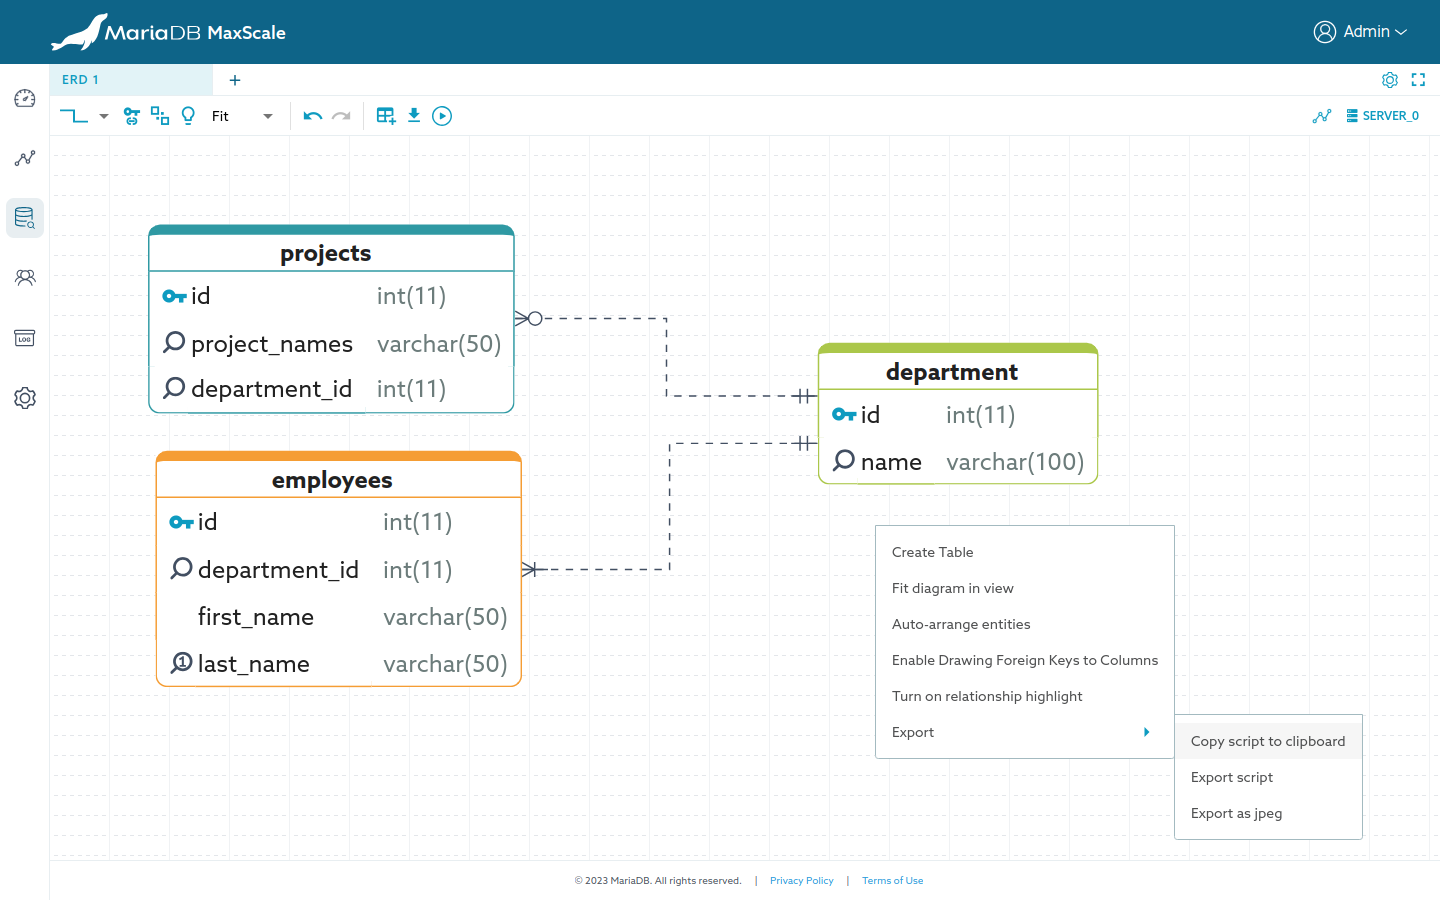 MariaDB MaxScale
Admin
ERD 1
Fit
SERVER_0
projects
id int(11)
project_names varchar(50)
department_id int(11)
department
id int(11)
name varchar(100)
employees
id int(11)
department_id int(11)
first_name varchar(50)
1 last_name varchar(50)
LOG
Create Table
Fit diagram in view
Auto-arrange entities
Enable Drawing Foreign Keys to Columns
Turn on relationship highlight
Export
Copy script to clipboard
Export script
Export as jpeg
© 2023 MariaDB. All rights reserved. | Privacy Policy | Terms of Use